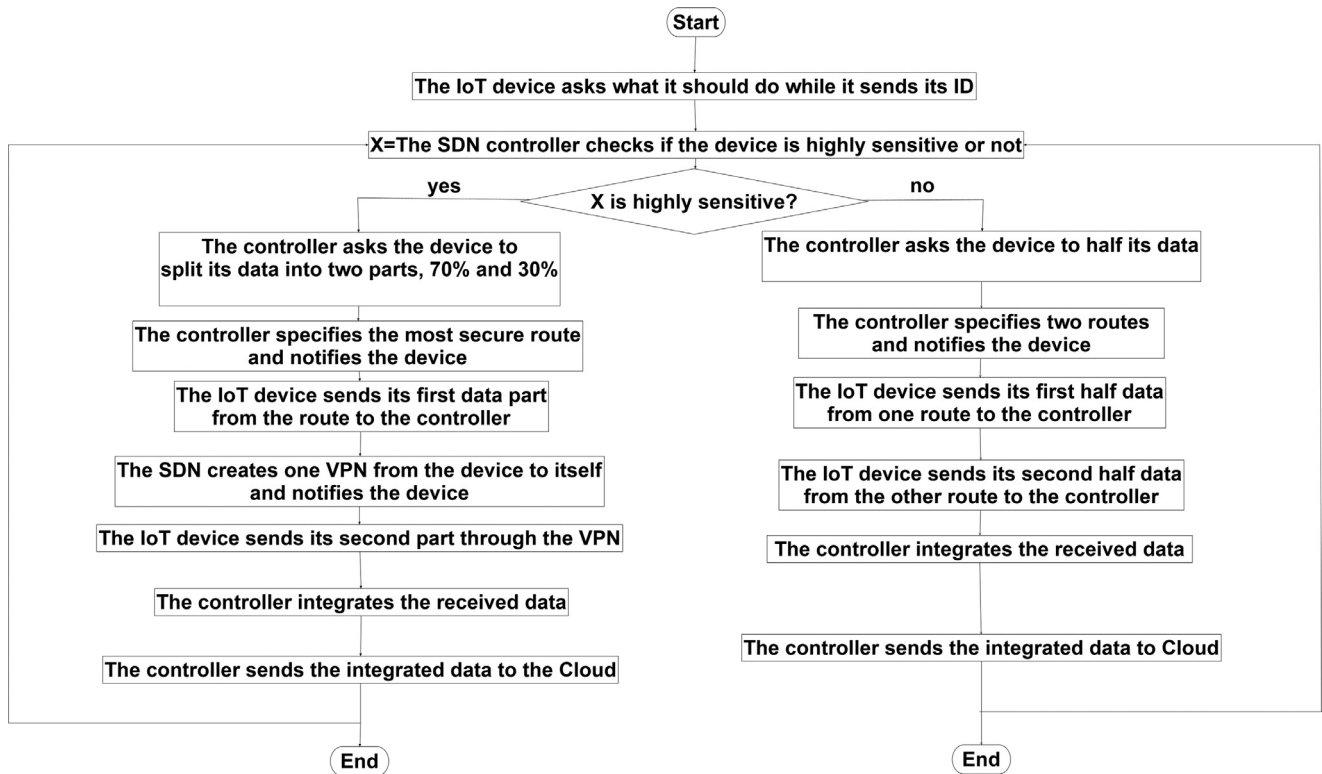 Start
The IoT device asks what it should do while it sends its ID
X=The SDN controller checks if the device is highly sensitive or not
yes
X is highly sensitive?
no
The controller asks the device to
split its data into two parts, 70% and 30%
The controller specifies the most secure route
and notifies the device
The IoT device sends its first data part
from the route to the controller
The SDN creates one VPN from the device to itself
and notifies the device
The IoT device sends its second part through the VPN
The controller integrates the received data
The controller sends the integrated data to the Cloud
End
The controller asks the device to half its data
The controller specifies two routes
and notifies the device
The IoT device sends its first half data
from one route to the controller
The IoT device sends its second half data
from the other route to the controller
The controller integrates the received data
The controller sends the integrated data to Cloud
End